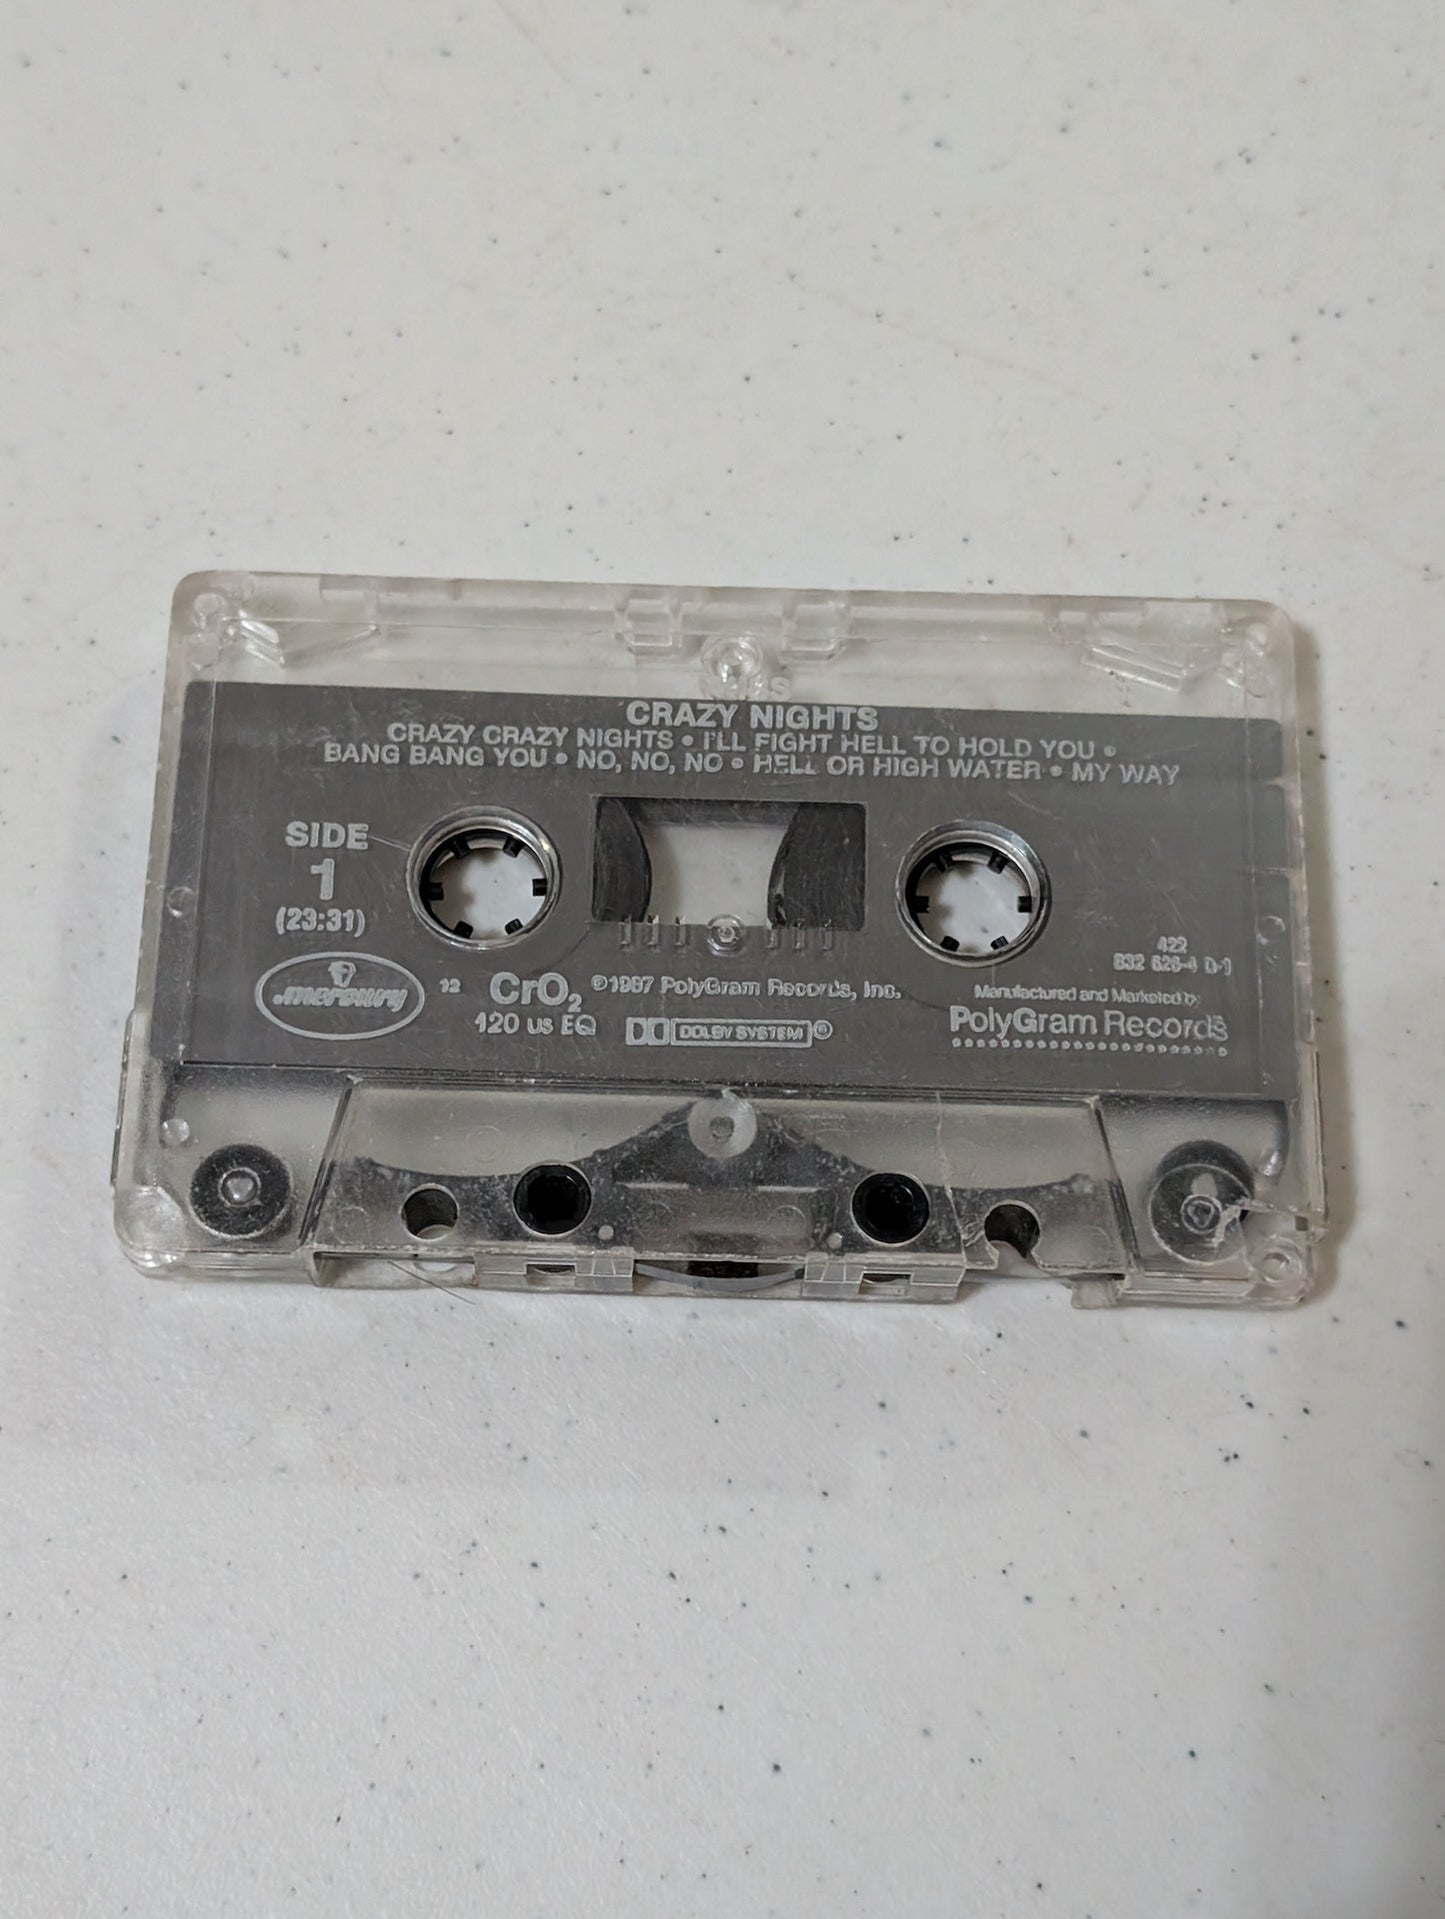 CRAZY NIGHTS
CRAZY CRAZY NIGHTS • I'LL FIGHT HELL TO HOLD YOU •
BANG BANG YOU • NO, NO, NO • HELL OR HIGH WATER • MY WAY
SIDE
1
(23:31)
mercury
12
CrO₂
120 us EQ
©1987 PolyGram Records, Inc.
DOLBY SYSTEM®
422
832 626-4 D-1
Manufactured and Marketed by
PolyGram Records